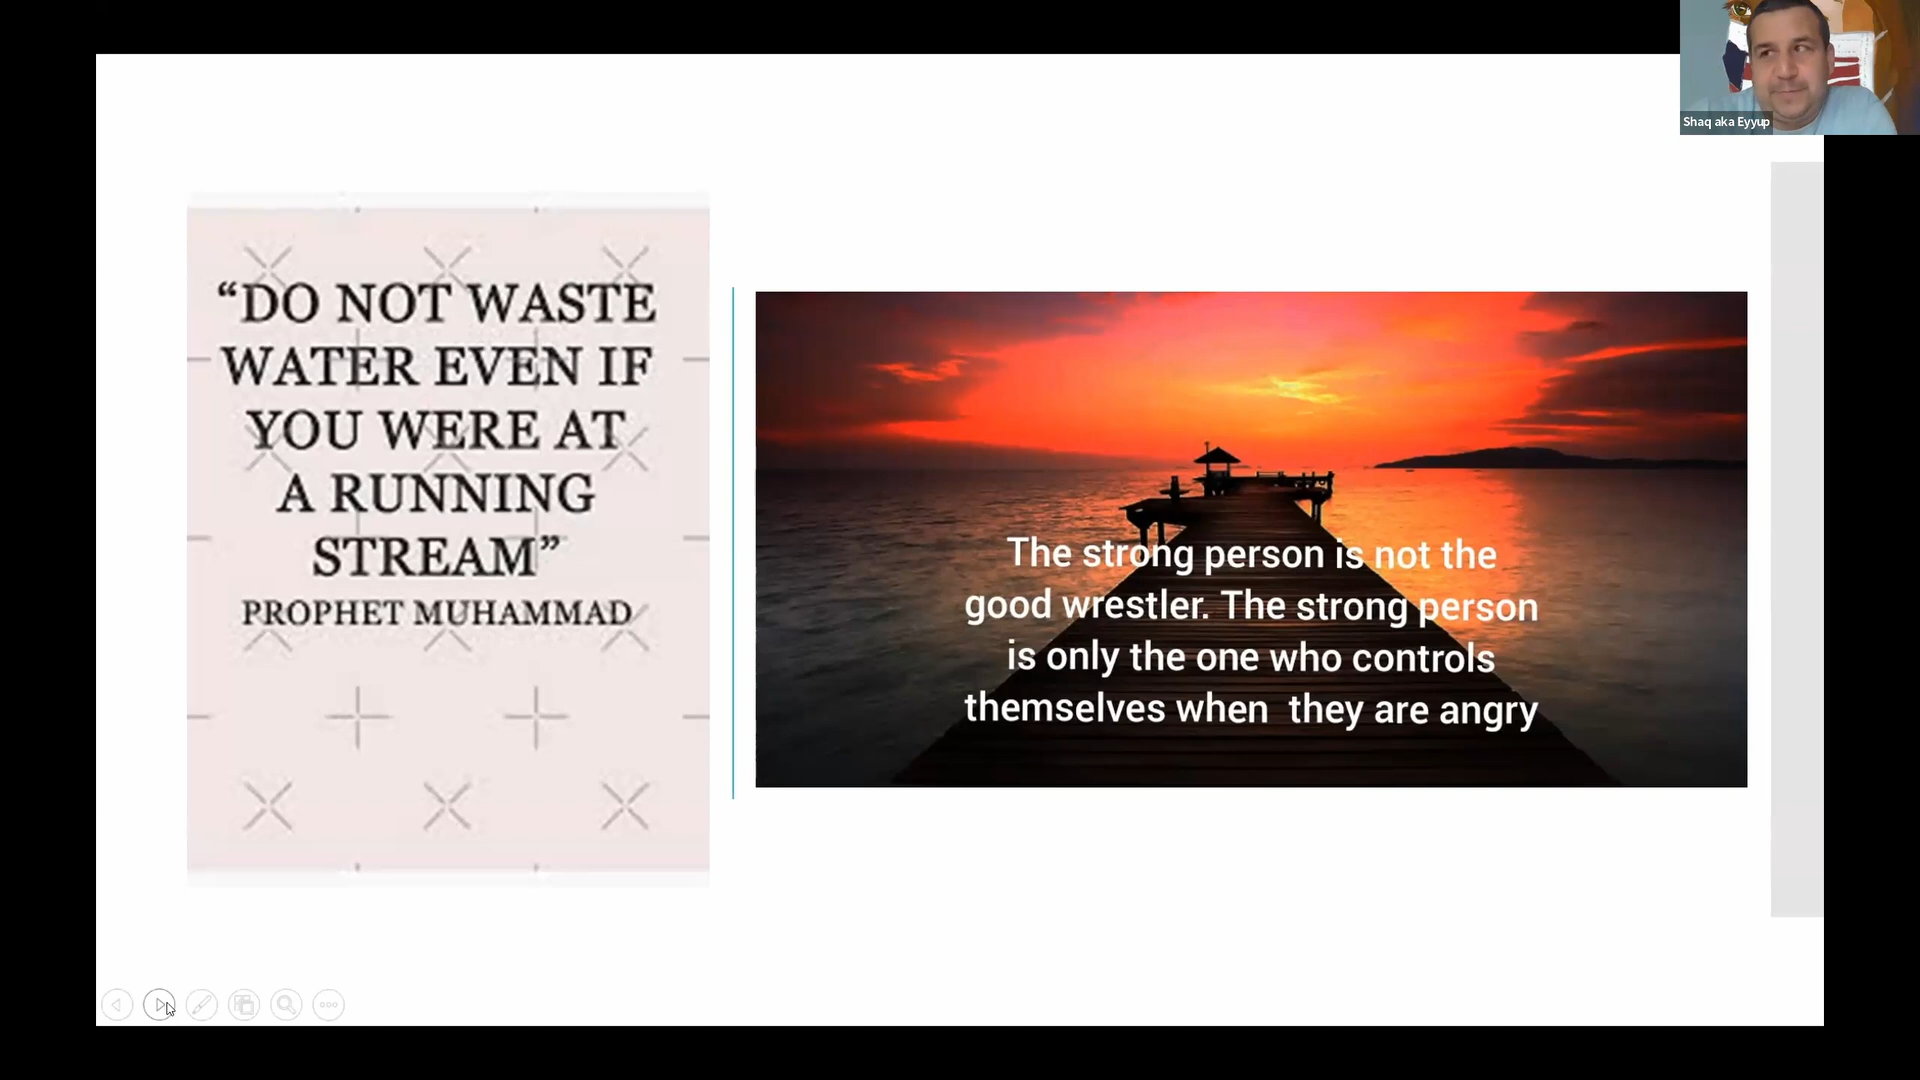 “DO NOT WASTE
WATER EVEN IF
YOU WERE AT
A RUNNING
STREAM”
PROPHET MUHAMMAD
The strong person is not the
good wrestler. The strong person
is only the one who controls
themselves when  they are angry
Shaq aka Eyyup